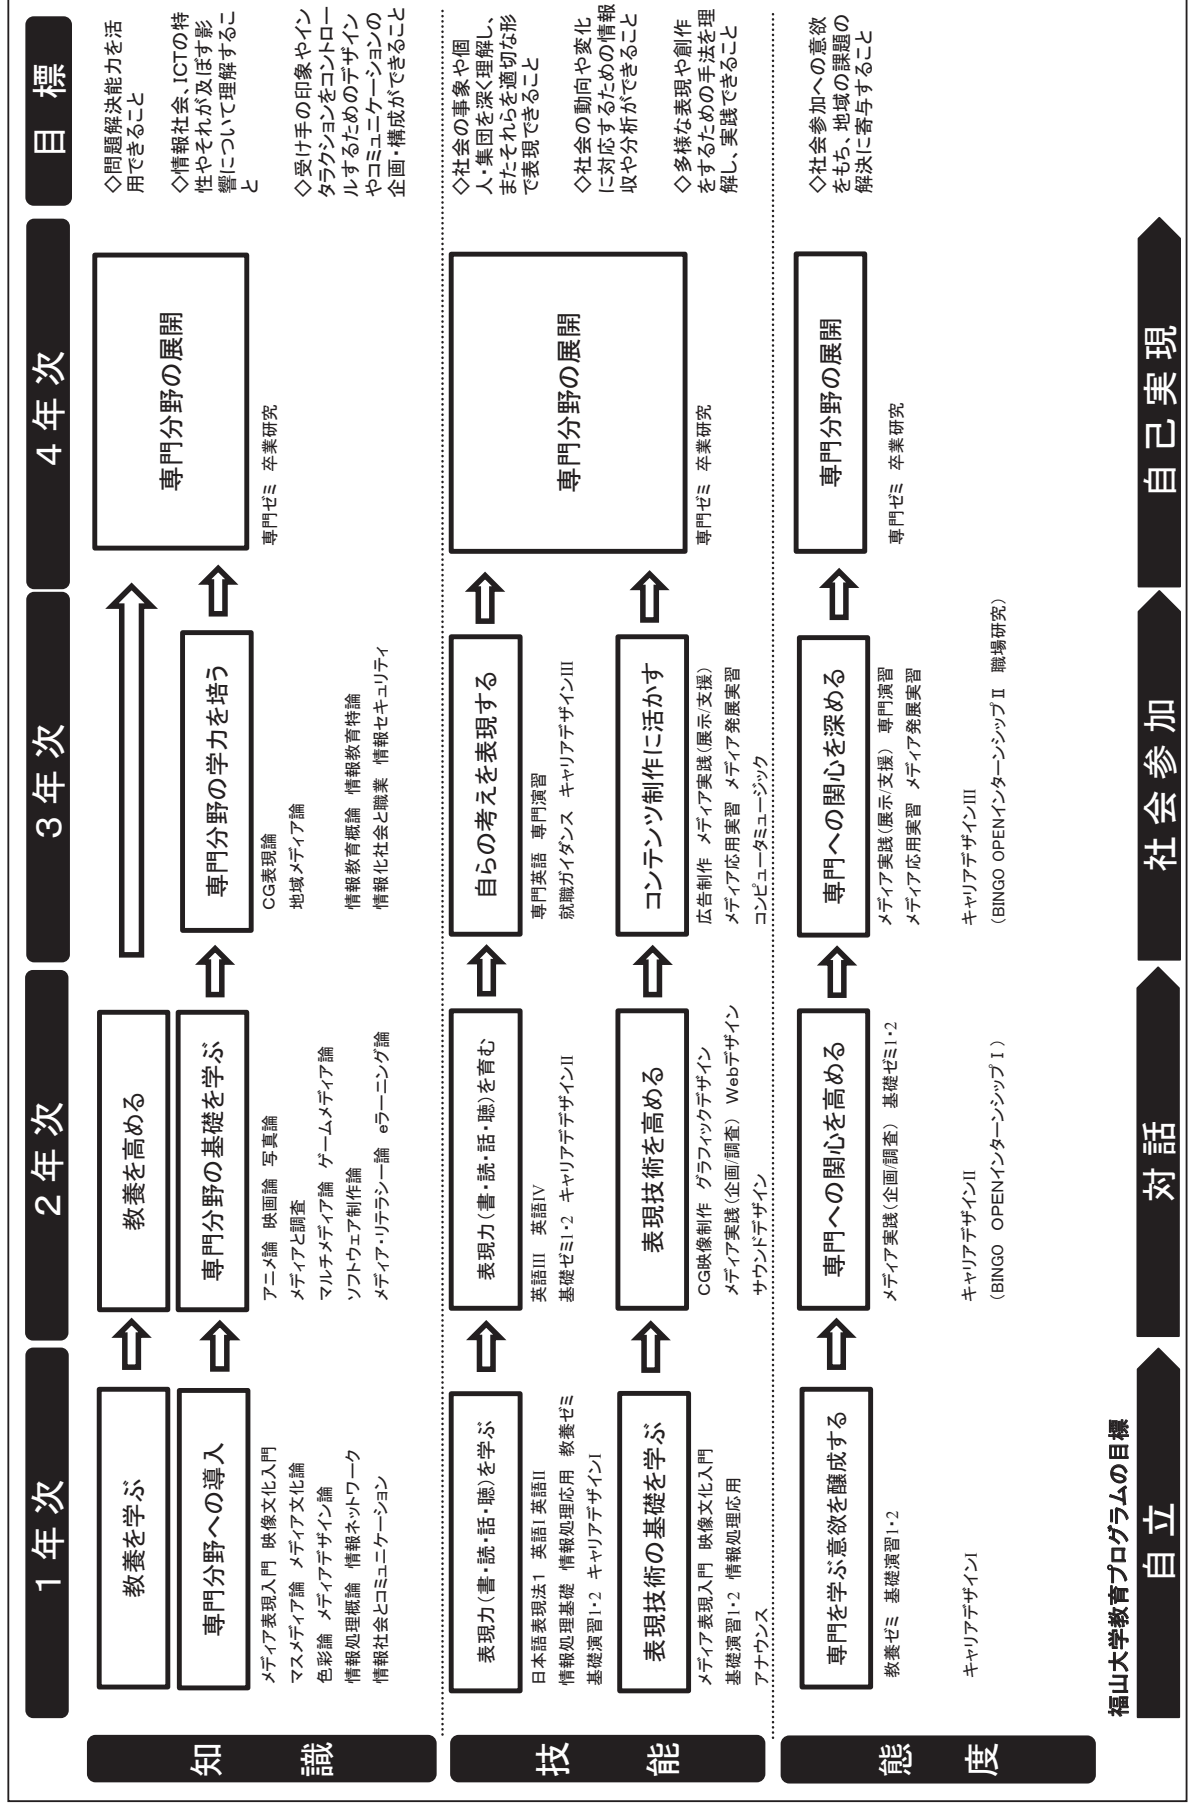 1年次
2年次
3年次
4年次
目標
知識
教養を学ぶ
教養を高める
専門分野への導入
メディア表現入門 映像文化入門
マスメディア論 メディア文化論
色彩論 メディアデザイン論
情報処理概論 情報ネットワーク
情報社会とコミュニケーション
専門分野の基礎を学ぶ
アニメ論 映画論 写真論
メディアと調査
マルチメディア論 ゲームメディア論
ソフトウェア制作論
メディア・リテラシー論 eラーニング論
専門分野の学力を培う
CG表現論
地域メディア論
情報教育概論 情報教育特論
情報化社会と職業 情報セキュリティ
専門分野の展開
専門ゼミ 卒業研究
◇問題解決能力を活
用できること
◇情報社会、ICTの特
性やそれが及ぼす影
響について理解するこ
と
◇受け手の印象やイン
タラクションをコントロー
ルするためのデザイン
やコミュニケーションの
企画・構成ができること
技能
表現力(書・読・話・聴)を学ぶ
日本語表現法1 英語I 英語II
情報処理基礎 情報処理応用 教養ゼミ
基礎演習1・2 キャリアデザインI
表現力(書・読・話・聴)を育む
英語III 英語IV
基礎ゼミ1・2 キャリアデデザインII
自らの考えを表現する
専門英語 専門演習
就職ガイダンス キャリアデザインIII
表現技術の基礎を学ぶ
メディア表現入門 映像文化入門
基礎演習1・2 情報処理応用
アナウンス
表現技術を高める
CG映像制作 グラフィックデザイン
メディア実践(企画/調査) Webデザイン
サウンドデザイン
コンテンツ制作に活かす
広告制作 メディア実践(展示/支援)
メディア応用実習 メディア発展実習
コンピュータミュージック
専門分野の展開
専門ゼミ 卒業研究
◇社会の事象や個
人・集団を深く理解し、
またそれらを適切な形
で表現できること
◇社会の動向や変化
に対応するための情報
収や分析ができること
◇多様な表現や創作
をするための手法を理
解し、実践できること
態度
専門を学ぶ意欲を醸成する
教養ゼミ 基礎演習1・2
キャリアデザインI
専門への関心を高める
メディア実践(企画/調査) 基礎ゼミ1・2
キャリアデザインII
(BINGO OPENインターンシップⅠ)
専門への関心を深める
メディア実践(展示/支援) 専門演習
メディア応用実習 メディア発展実習
キャリアデザインIII
(BINGO OPENインターンシップⅡ 職場研究)
専門分野の展開
専門ゼミ 卒業研究
◇社会参加への意欲
をもち、地域の課題の
解決に寄与すること
福山大学教育プログラムの目標
自立
対話
社会参加
自己実現